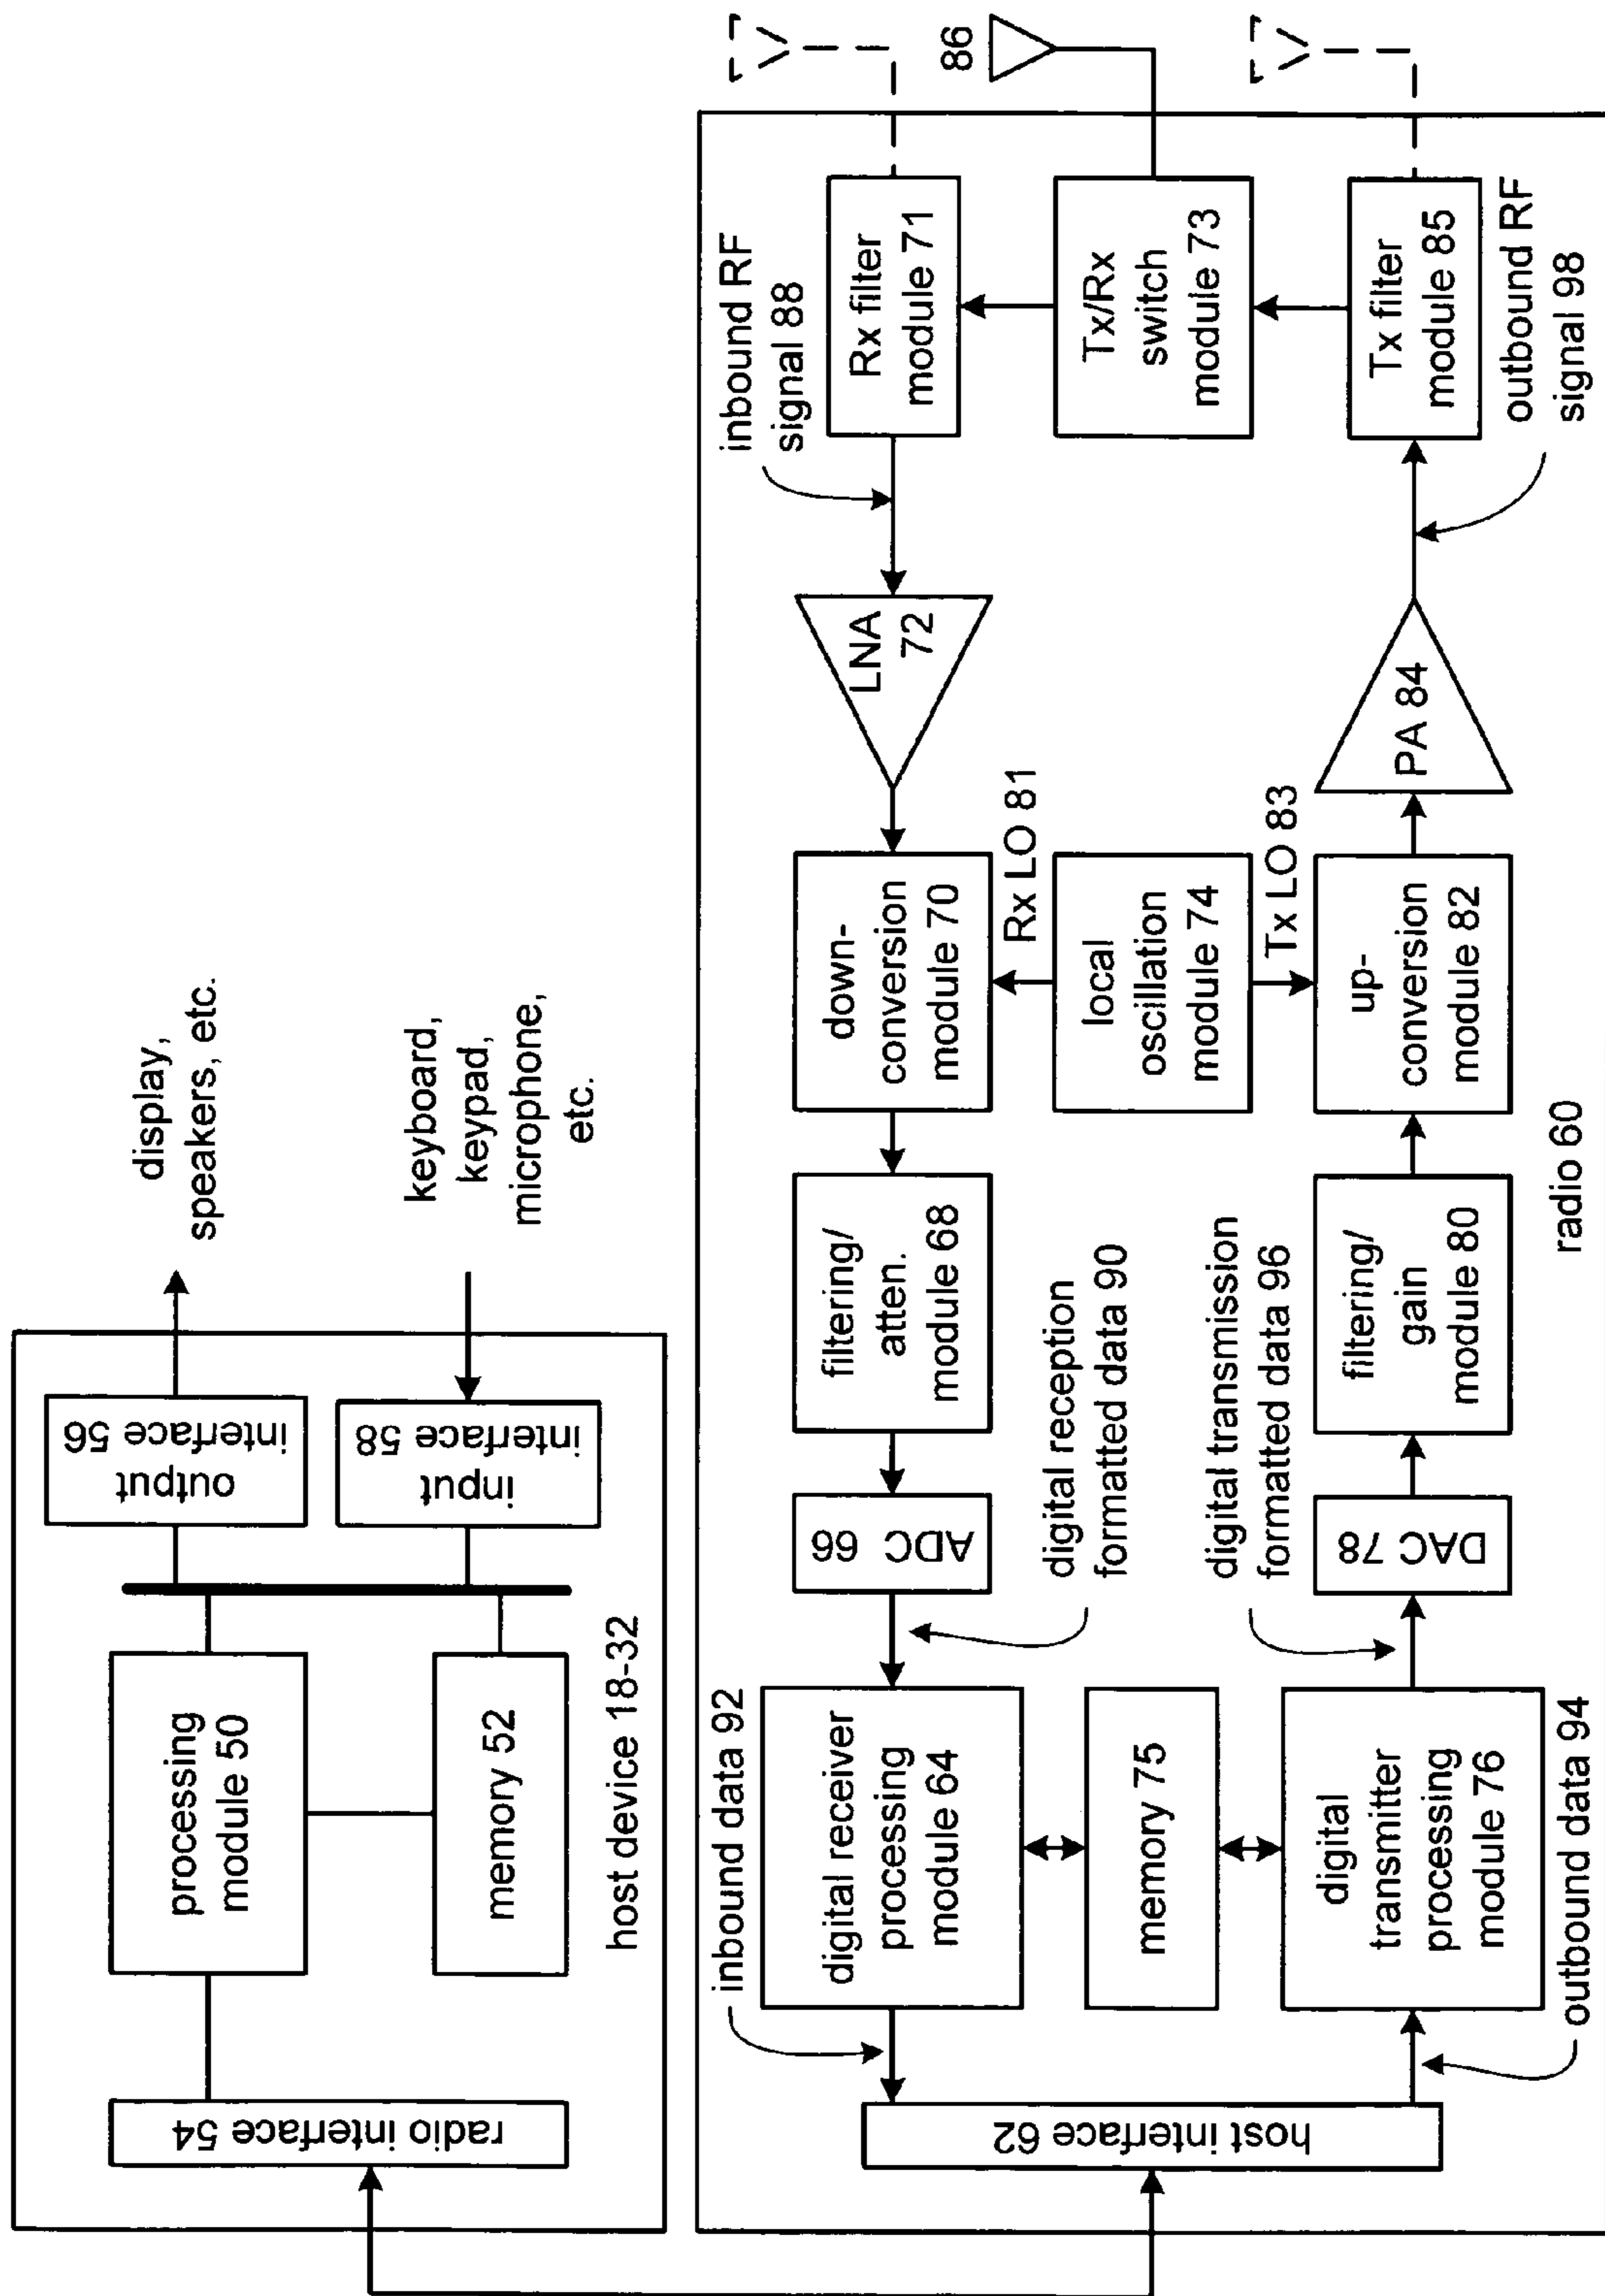 display,
speakers, etc.
keyboard,
keypad,
microphone,
etc.
output
interface 56
input
interface 58
processing
module 50
memory 52
radio interface 54
host device 18-32
86
inbound RF
signal 88
Rx filter
module 71
Tx/Rx
switch
module 73
Tx filter
module 85
outbound RF
signal 98
LNA
72
PA 84
down-
conversion
module 70
Rx LO 81
local
oscillation
module 74
Tx LO 83
up-
conversion
module 82
filtering/
atten.
module 68
filtering/
gain
module 80
radio 60
ADC 66
digital reception
formatted data 90
digital transmission
formatted data 96
DAC 78
inbound data 92
digital receiver
processing
module 64
memory 75
digital
transmitter
processing
module 76
outbound data 94
host interface 62